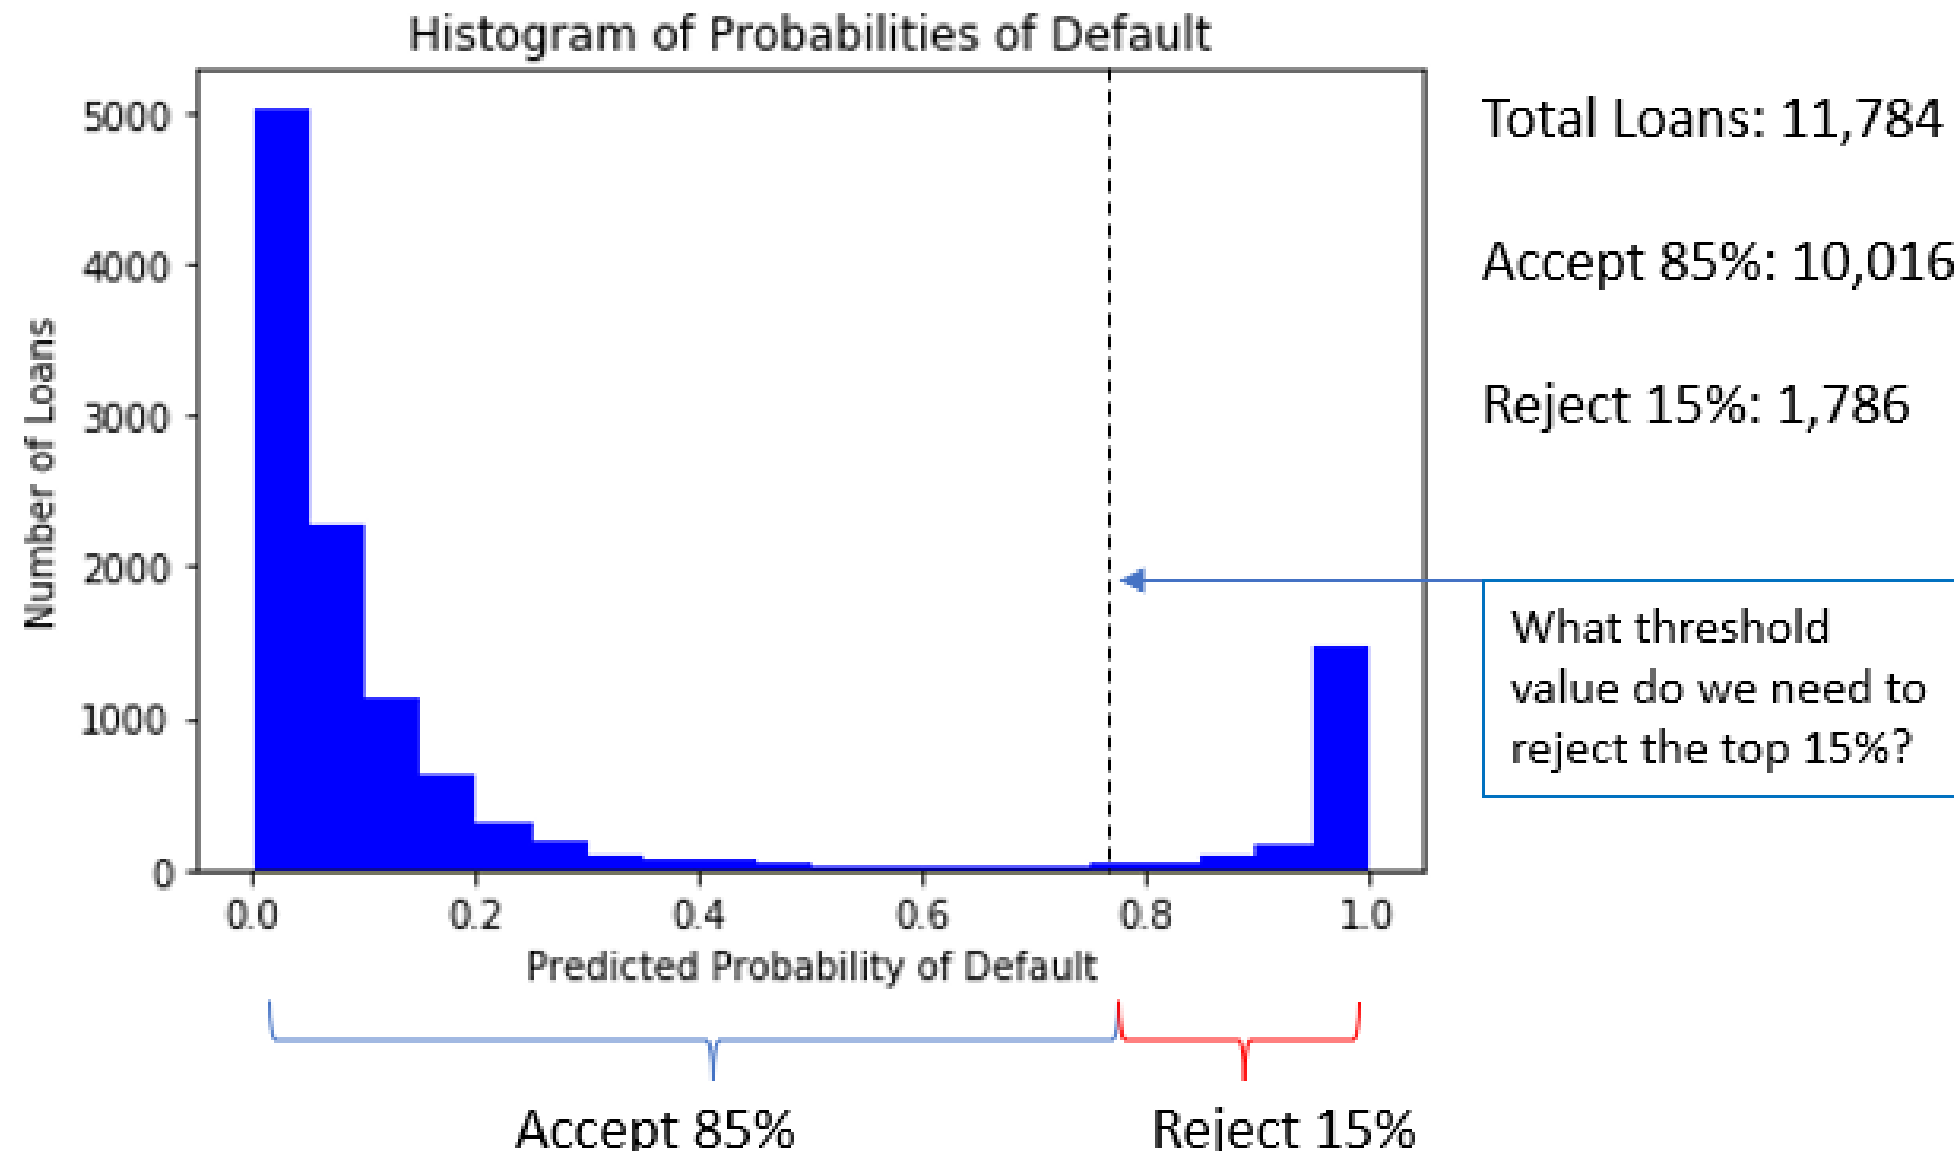 Histogram of Probabilities of Default
Total Loans: 11,784
Accept 85%: 10,016
Reject 15%: 1,786
What threshold
value do we need to
reject the top 15%?
Number of Loans
5000
4000
3000
2000
1000
0
0.0 0.2 0.4 0.6 0.8 1.0
Predicted Probability of Default
Accept 85%
Reject 15%